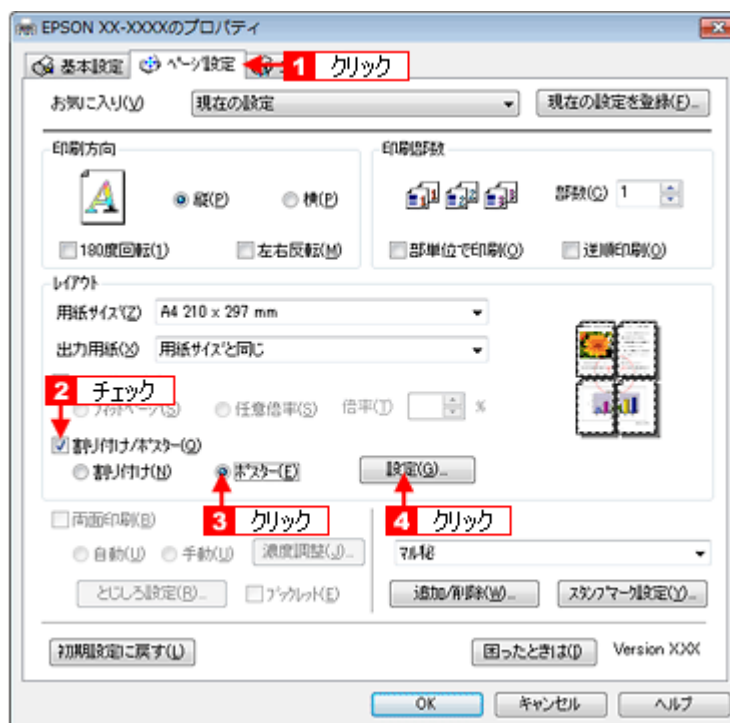 EPSON XX-XXXXのプロパティ
基本設定 ページ設定 1 クリック
お気に入り(V) 現在の設定 現在の設定を登録(F)...
印刷方向 印刷部数
縦(P) 横(P) 部数(C) 1
180度回転(1) 左右反転(M) 部単位で印刷(O) 逆順印刷(O)
レイアウト
用紙サイズ(Z) A4 210 x 297 mm
出力用紙(X) 用紙サイズと同じ
2 チェック
フィットページ(S) 任意倍率(S) 倍率(T) %
割り付け/ポスター(Q)
割り付け(N) ポスター(E) 設定(G)...
3 クリック 4 クリック
両面印刷(B)
自動(U) 手動(U) 濃度調整(J)... マル秘
とじしろ設定(R)... ブックレット(E) 追加/削除(W)... スタンプマーク設定(Y)...
初期設定に戻す(L) 困ったときは(I) Version X.XX
OK キャンセル ヘルプ